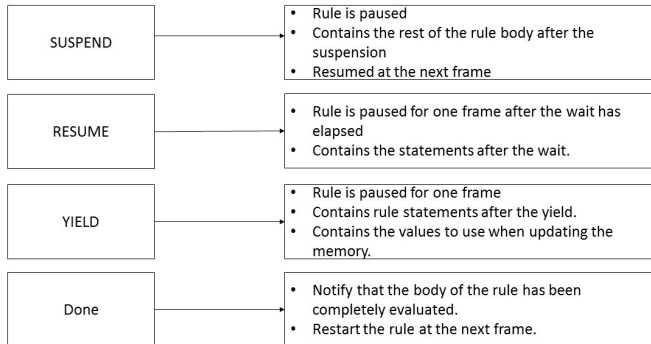 SUSPEND
• Rule is paused
• Contains the rest of the rule body after the
suspension
• Resumed at the next frame
RESUME
• Rule is paused for one frame after the wait has
elapsed
• Contains the statements after the wait.
YIELD
• Rule is paused for one frame
• Contains rule statements after the yield.
• Contains the values to use when updating the
memory.
Done
• Notify that the body of the rule has been
completely evaluated.
• Restart the rule at the next frame.